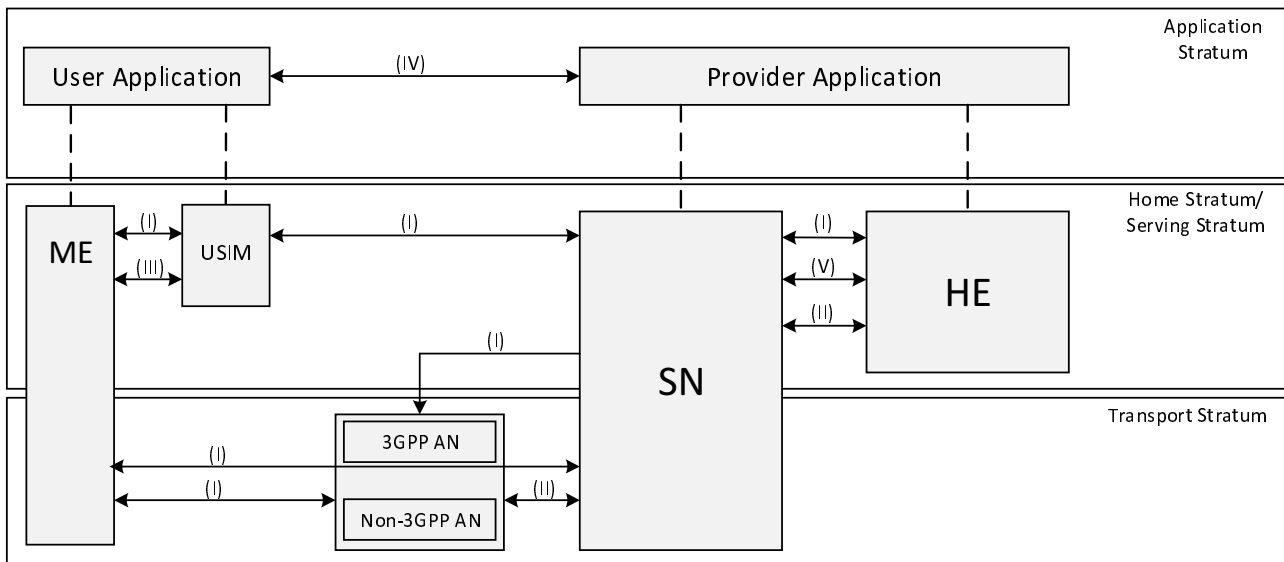 Application
Stratum
User Application
(IV)
Provider Application
Home Stratum/
Serving Stratum
ME
(I)
(III)
USIM
(I)
SN
(I)
(V)
(II)
HE
(I)
Transport Stratum
3GPP AN
(I)
(I)
(II)
Non-3GPP AN